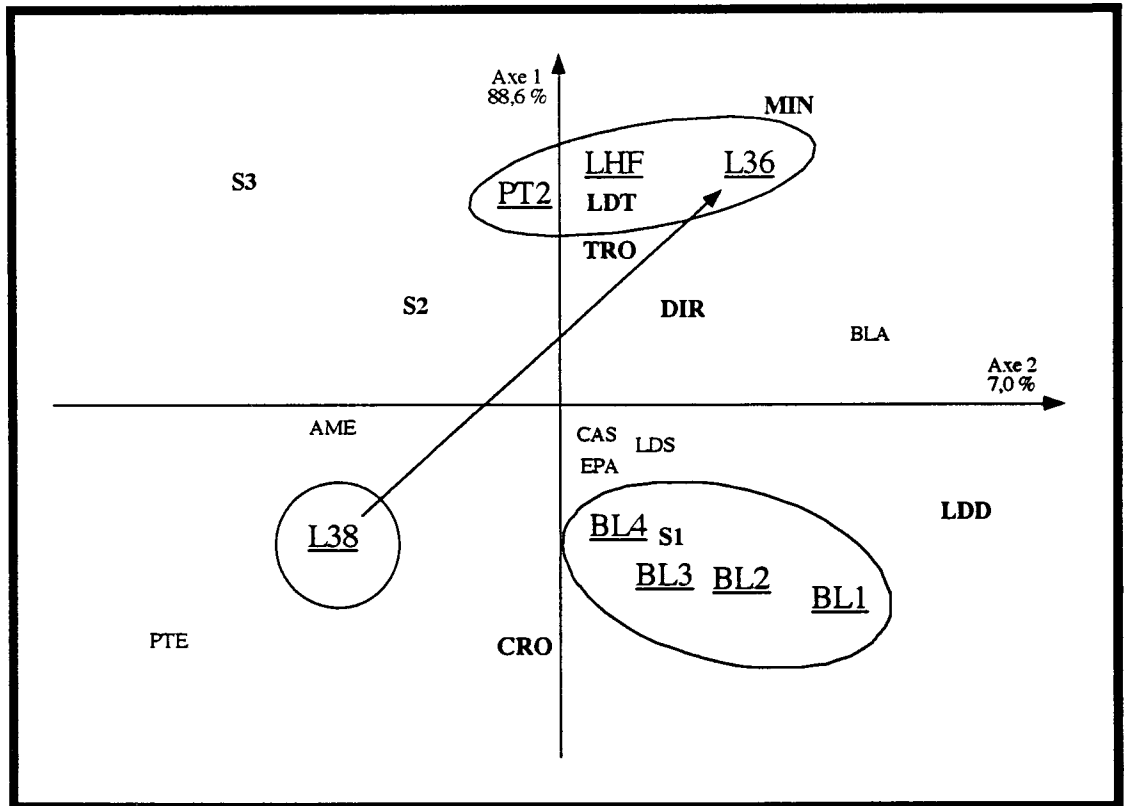 Axe 1
88,6 %
MIN
S3
LHF
L36
PT2
LDT
TRO
S2
DIR
BLA
Axe 2
7,0 %
AME
CAS
LDS
EPA
LDD
L38
BL4
S1
BL3
BL2
BL1
PTE
CRO